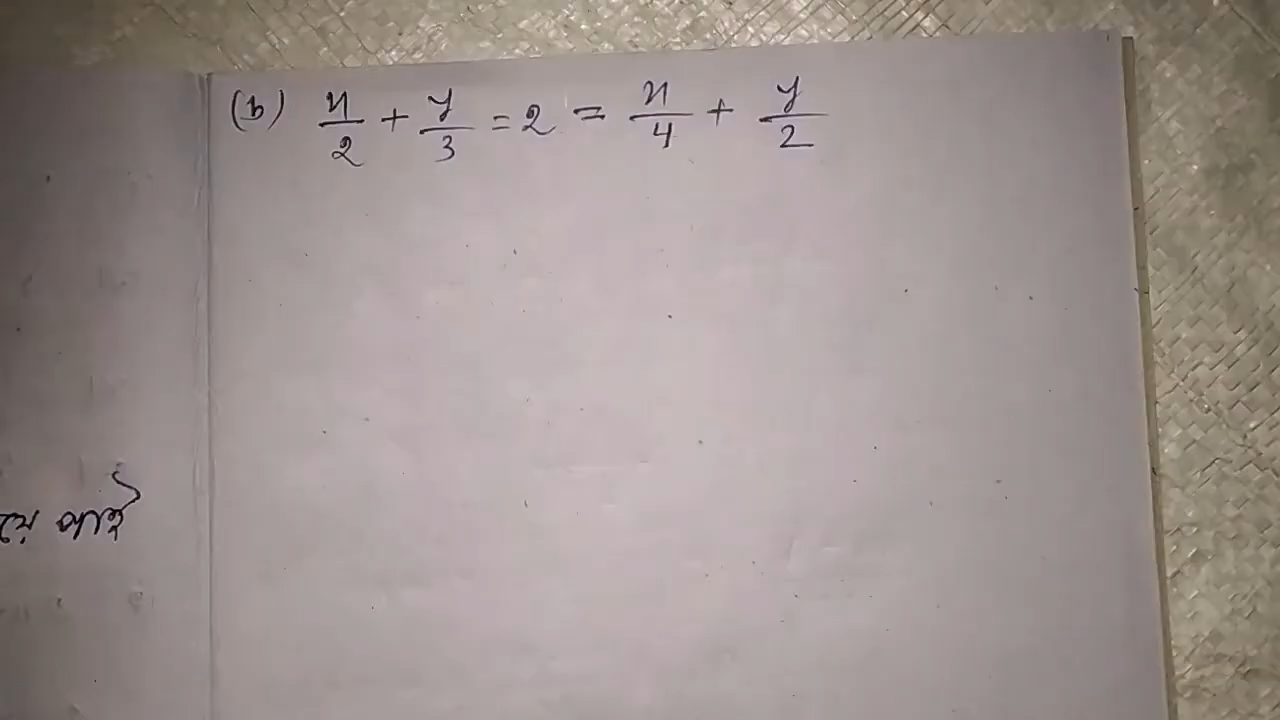 (b) x/2 + y/3 = 2 = x/4 + y/2
পাই